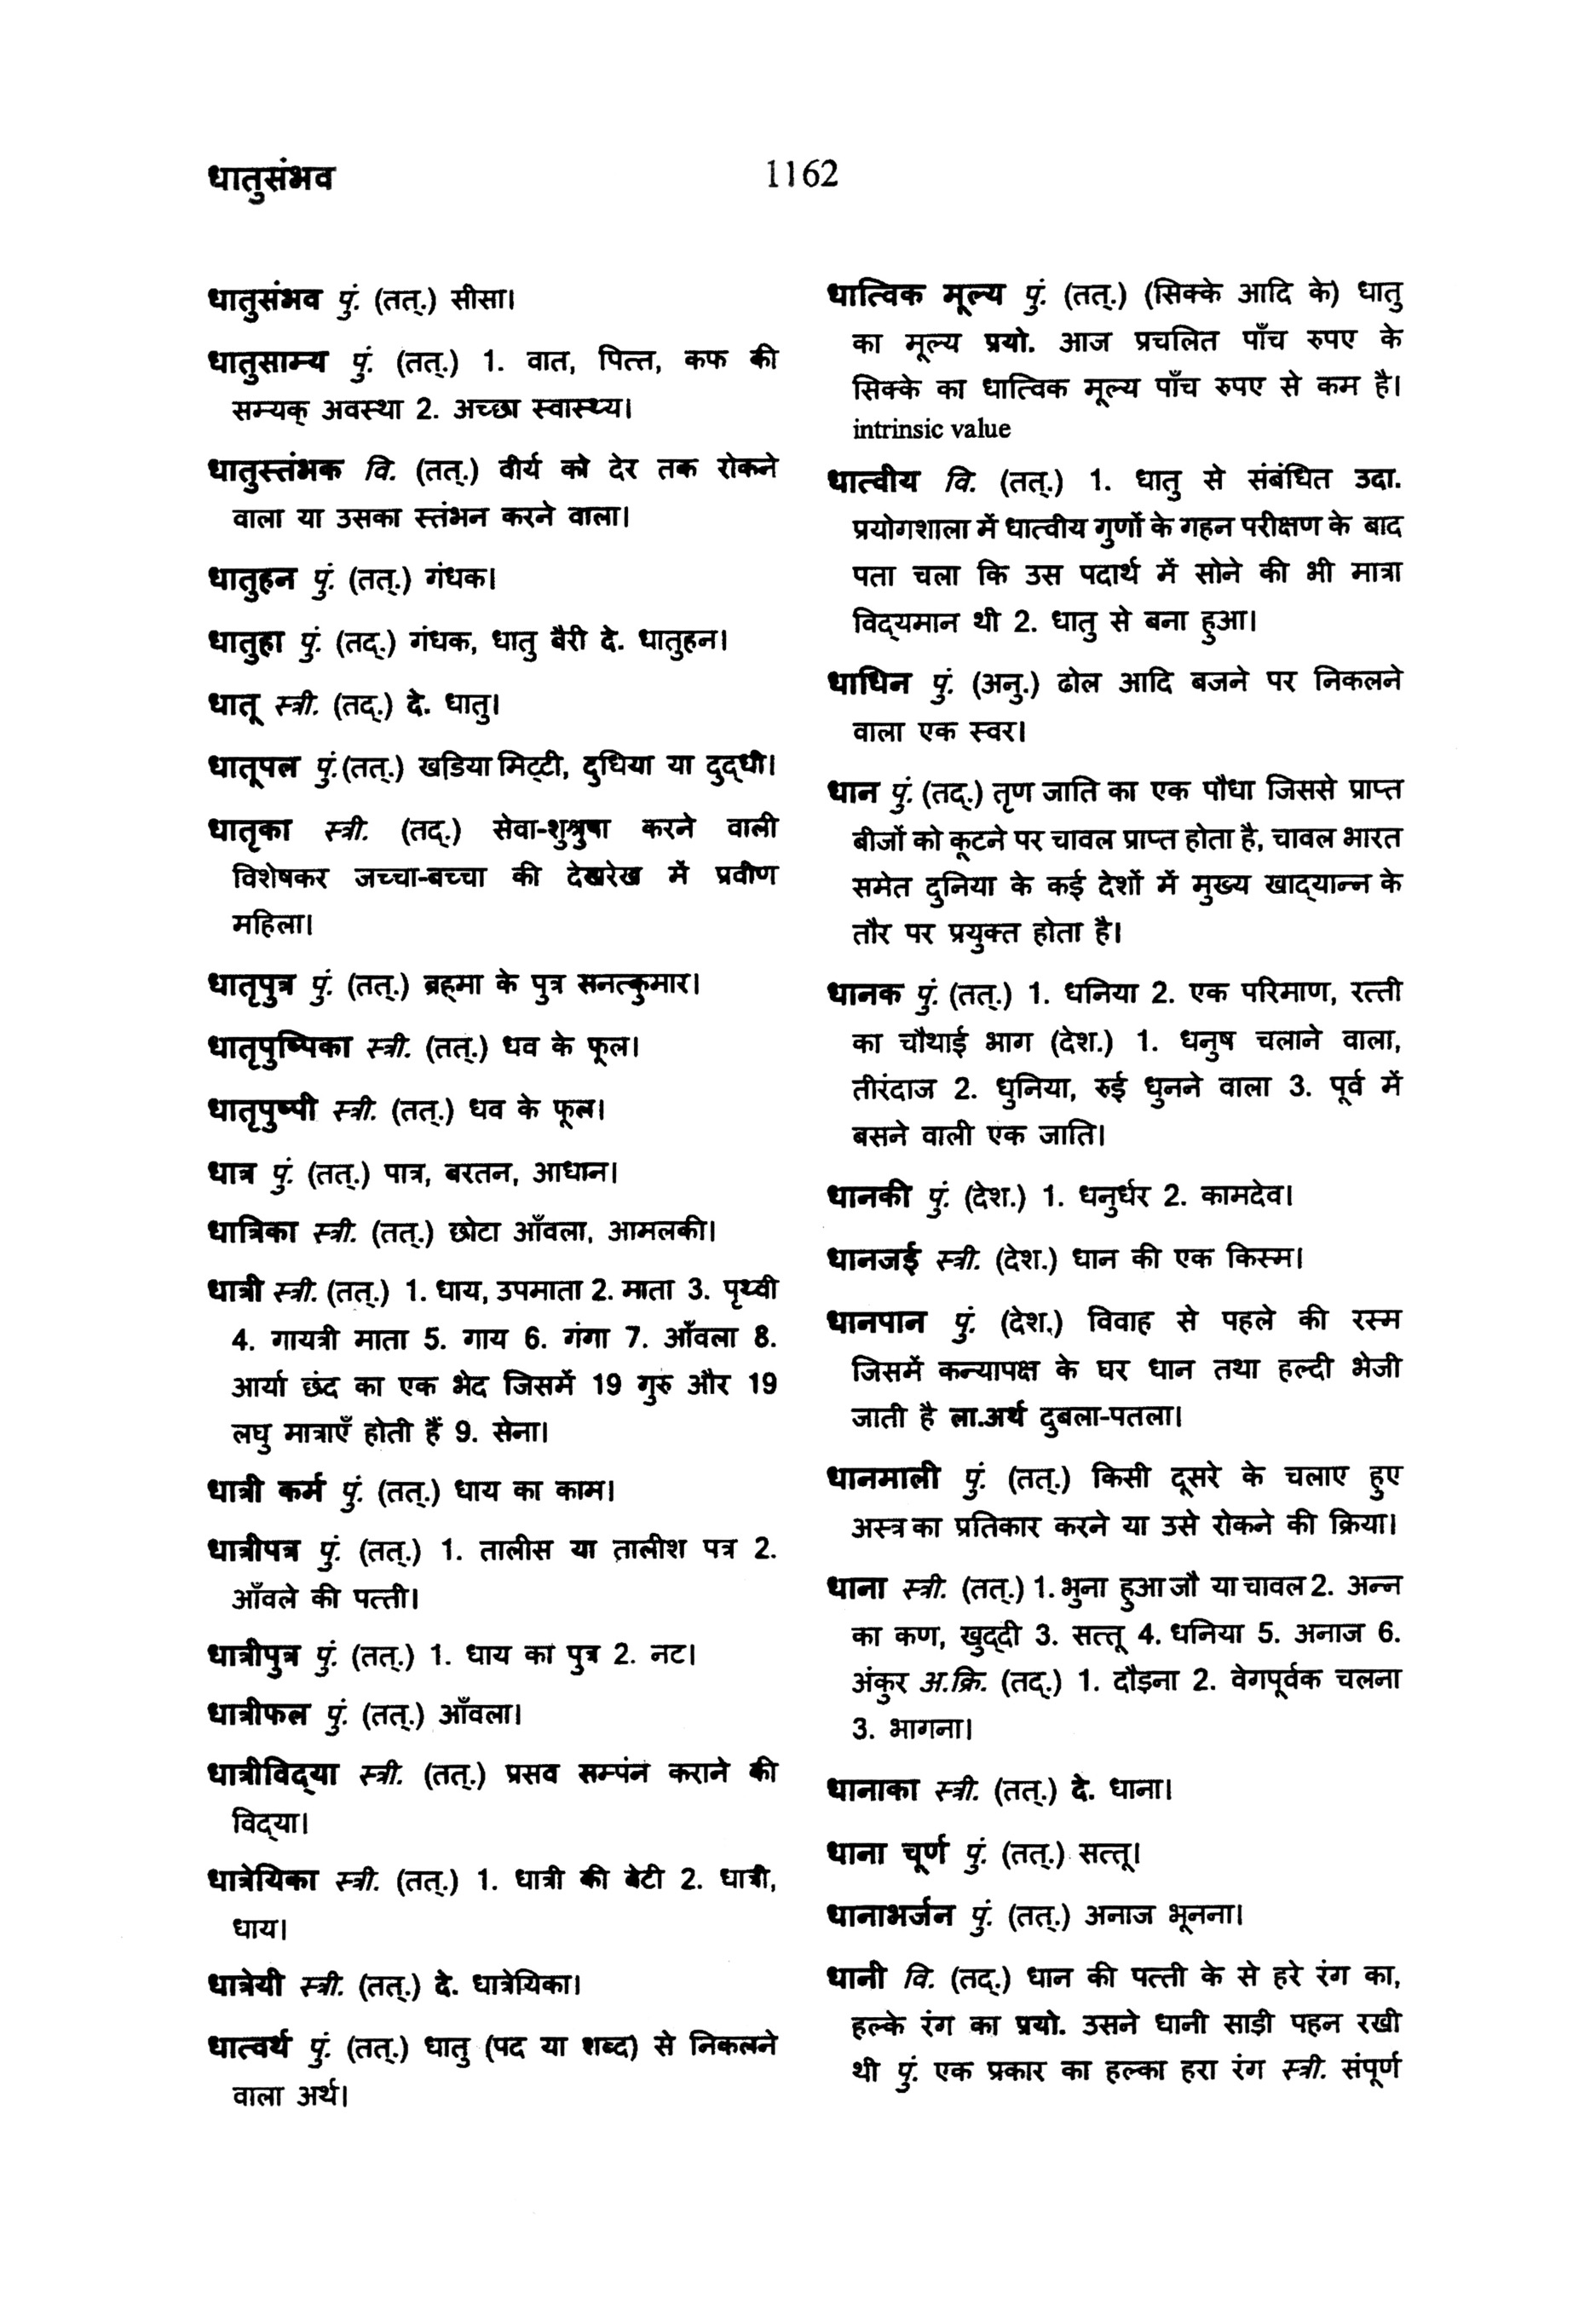 धातुसंभव
1162
धातुसंभव पुं. (तत्.) सीसा।
धातुसाम्य पुं. (तत्.) 1. वात, पित्त, कफ की
सम्यक् अवस्था 2. अच्छा स्वास्थ्य।
धातुस्तंभक वि. (तत्.) वीर्य को देर तक रोकने
वाला या उसका स्तंभन करने वाला।
धातुहन पुं. (तत्.) गंधक।
धातुहा पुं. (तद्.) गंधक, धातु बैरी दे. धातुहन।
धातू स्त्री. (तद्.) दे. धातु।
धातूपल पुं.(तत्.) खडिया मिट्टी, दुधिया या दुद्धी।
धातृका स्त्री. (तद्.) सेवा-शुश्रुषा करने वाली
विशेषकर जच्चा-बच्चा की देखरेख में प्रवीण
महिला।
धातृपुत्र पुं. (तत्.) ब्रह्मा के पुत्र सनत्कुमार।
धातृपुष्पिका स्त्री. (तत्.) धव के फूल।
धातृपुष्पी स्त्री. (तत्.) धव के फूल।
धात्र पुं. (तत्.) पात्र, बरतन, आधान।
धात्रिका स्त्री. (तत्.) छोटा आँवला, आमलकी।
धात्री स्त्री. (तत्.) 1. धाय, उपमाता 2. माता 3. पृथ्वी
4. गायत्री माता 5. गाय 6. गंगा 7. आँवला 8.
आर्या छंद का एक भेद जिसमें 19 गुरु और 19
लघु मात्राएँ होती हैं 9. सेना।
धात्री कर्म पुं. (तत्.) धाय का काम।
धात्रीपत्र पुं. (तत्.) 1. तालीस या तालीश पत्र 2.
आँवले की पत्ती।
धात्रीपुत्र पुं. (तत्.) 1. धाय का पुत्र 2. नट।
धात्रीफल पुं. (तत्.) आँवला।
धात्रीविद्या स्त्री. (तत्.) प्रसव सम्पंन कराने की
विद्या।
धात्रेयिका स्त्री. (तत्.) 1. धात्री की बेटी 2. धात्री,
धाय।
धात्रेयी स्त्री. (तत्.) दे. धात्रेयिका।
धात्वर्थ पुं. (तत्.) धातु (पद या शब्द) से निकलने
वाला अर्थ।
धात्विक मूल्य पुं. (तत्.) (सिक्के आदि के) धातु
का मूल्य प्रयो. आज प्रचलित पाँच रुपए के
सिक्के का धात्विक मूल्य पाँच रुपए से कम है।
intrinsic value
धात्वीय वि. (तत्.) 1. धातु से संबंधित उदा.
प्रयोगशाला में धात्वीय गुणों के गहन परीक्षण के बाद
पता चला कि उस पदार्थ में सोने की भी मात्रा
विद्यमान थी 2. धातु से बना हुआ।
धाधिन पुं. (अनु.) ढोल आदि बजने पर निकलने
वाला एक स्वर।
धान पुं. (तद्.) तृण जाति का एक पौधा जिससे प्राप्त
बीजों को कूटने पर चावल प्राप्त होता है, चावल भारत
समेत दुनिया के कई देशों में मुख्य खाद्यान्न के
तौर पर प्रयुक्त होता है।
धानक पुं. (तत्.) 1. धनिया 2. एक परिमाण, रत्ती
का चौथाई भाग (देश.) 1. धनुष चलाने वाला,
तीरंदाज 2. धुनिया, रुई धुनने वाला 3. पूर्व में
बसने वाली एक जाति।
धानकी पुं. (देश.) 1. धनुर्धर 2. कामदेव।
धानजई स्त्री. (देश.) धान की एक किस्म।
धानपान पुं. (देश.) विवाह से पहले की रस्म
जिसमें कन्यापक्ष के घर धान तथा हल्दी भेजी
जाती है ला.अर्थ दुबला-पतला।
धानमाली पुं. (तत्.) किसी दूसरे के चलाए हुए
अस्त्र का प्रतिकार करने या उसे रोकने की क्रिया।
धाना स्त्री. (तत्.) 1. भुना हुआ जौ या चावल 2. अन्न
का कण, खुद्दी 3. सत्तू 4. धनिया 5. अनाज 6.
अंकुर अ.क्रि. (तद्.) 1. दौड़ना 2. वेगपूर्वक चलना
3. भागना।
धानाका स्त्री. (तत्.) दे. धाना।
धाना चूर्ण पुं. (तत्.) सत्तू।
धानाभर्जन पुं. (तत्.) अनाज भूनना।
धानी वि. (तद्.) धान की पत्ती के से हरे रंग का,
हल्के रंग का प्रयो. उसने धानी साड़ी पहन रखी
थी पुं. एक प्रकार का हल्का हरा रंग स्त्री. संपूर्ण